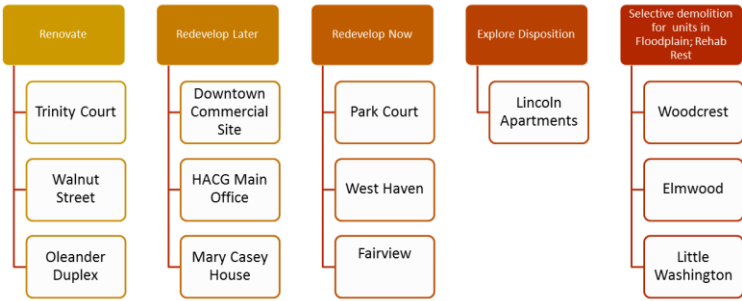 Renovate
Trinity Court
Walnut
Street
Oleander
Duplex
Redevelop Later
Downtown
Commercial
Site
HACG Main
Office
Mary Casey
House
Redevelop Now
Park Court
West Haven
Fairview
Explore Disposition
Lincoln
Apartments
Selective demolition
for units in
Floodplain; Rehab
Rest
Woodcrest
Elmwood
Little
Washington